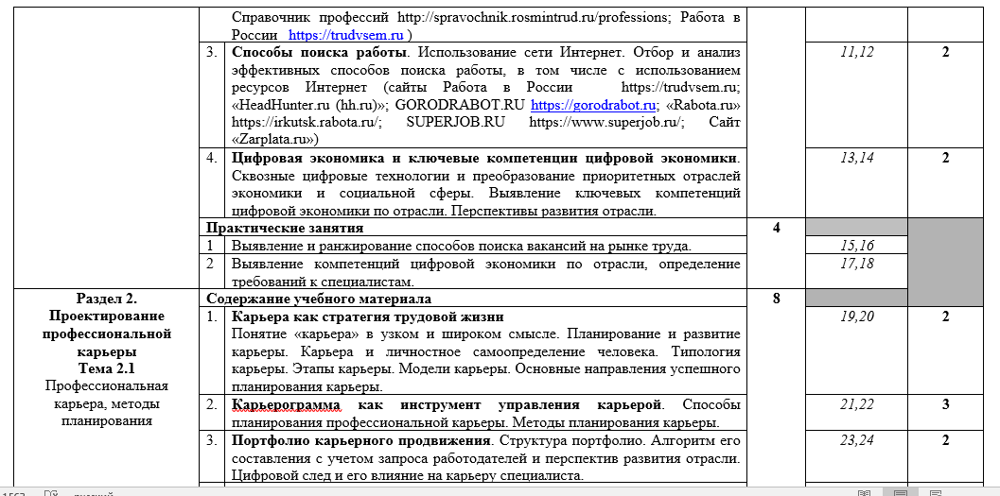 Справочник профессий http://spravochnik.rosmintrud.ru/professions; Работа в
России https://trudvsem.ru )
3. Способы поиска работы. Использование сети Интернет. Отбор и анализ 11,12 2
эффективных способов поиска работы, в том числе с использованием
ресурсов Интернет (сайты Работа в России https://trudvsem.ru;
«HeadHunter.ru (hh.ru)»; GORODRABOT.RU https://gorodrabot.ru; «Rabota.ru»
https://irkutsk.rabota.ru/; SUPERJOB.RU https://www.superjob.ru/; Сайт
«Zarplata.ru»)
4. Цифровая экономика и ключевые компетенции цифровой экономики. 13,14 2
Сквозные цифровые технологии и преобразование приоритетных отраслей
экономики и социальной сферы. Выявление ключевых компетенций
цифровой экономики по отрасли. Перспективы развития отрасли.
Практические занятия 4
1 Выявление и ранжирование способов поиска вакансий на рынке труда. 15,16
2 Выявление компетенций цифровой экономики по отрасли, определение 17,18
требований к специалистам.
Раздел 2.
Проектирование
профессиональной
карьеры
Тема 2.1
Профессиональная
карьера, методы
планирования
Содержание учебного материала 8
1. Карьера как стратегия трудовой жизни 19,20 2
Понятие «карьера» в узком и широком смысле. Планирование и развитие
карьеры. Карьера и личностное самоопределение человека. Типология
карьеры. Этапы карьеры. Модели карьеры. Основные направления успешного
планирования карьеры.
2. Карьерограмма как инструмент управления карьерой. Способы 21,22 3
планирования профессиональной карьеры. Методы планирования карьеры.
3. Портфолио карьерного продвижения. Структура портфолио. Алгоритм его 23,24 2
составления с учетом запроса работодателей и перспектив развития отрасли.
Цифровой след и его влияние на карьеру специалиста.